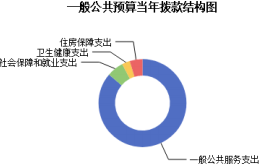 一般公共预算当年拨款结构图
住房保障支出
卫生健康支出
社会保障和就业支出
一般公共服务支出